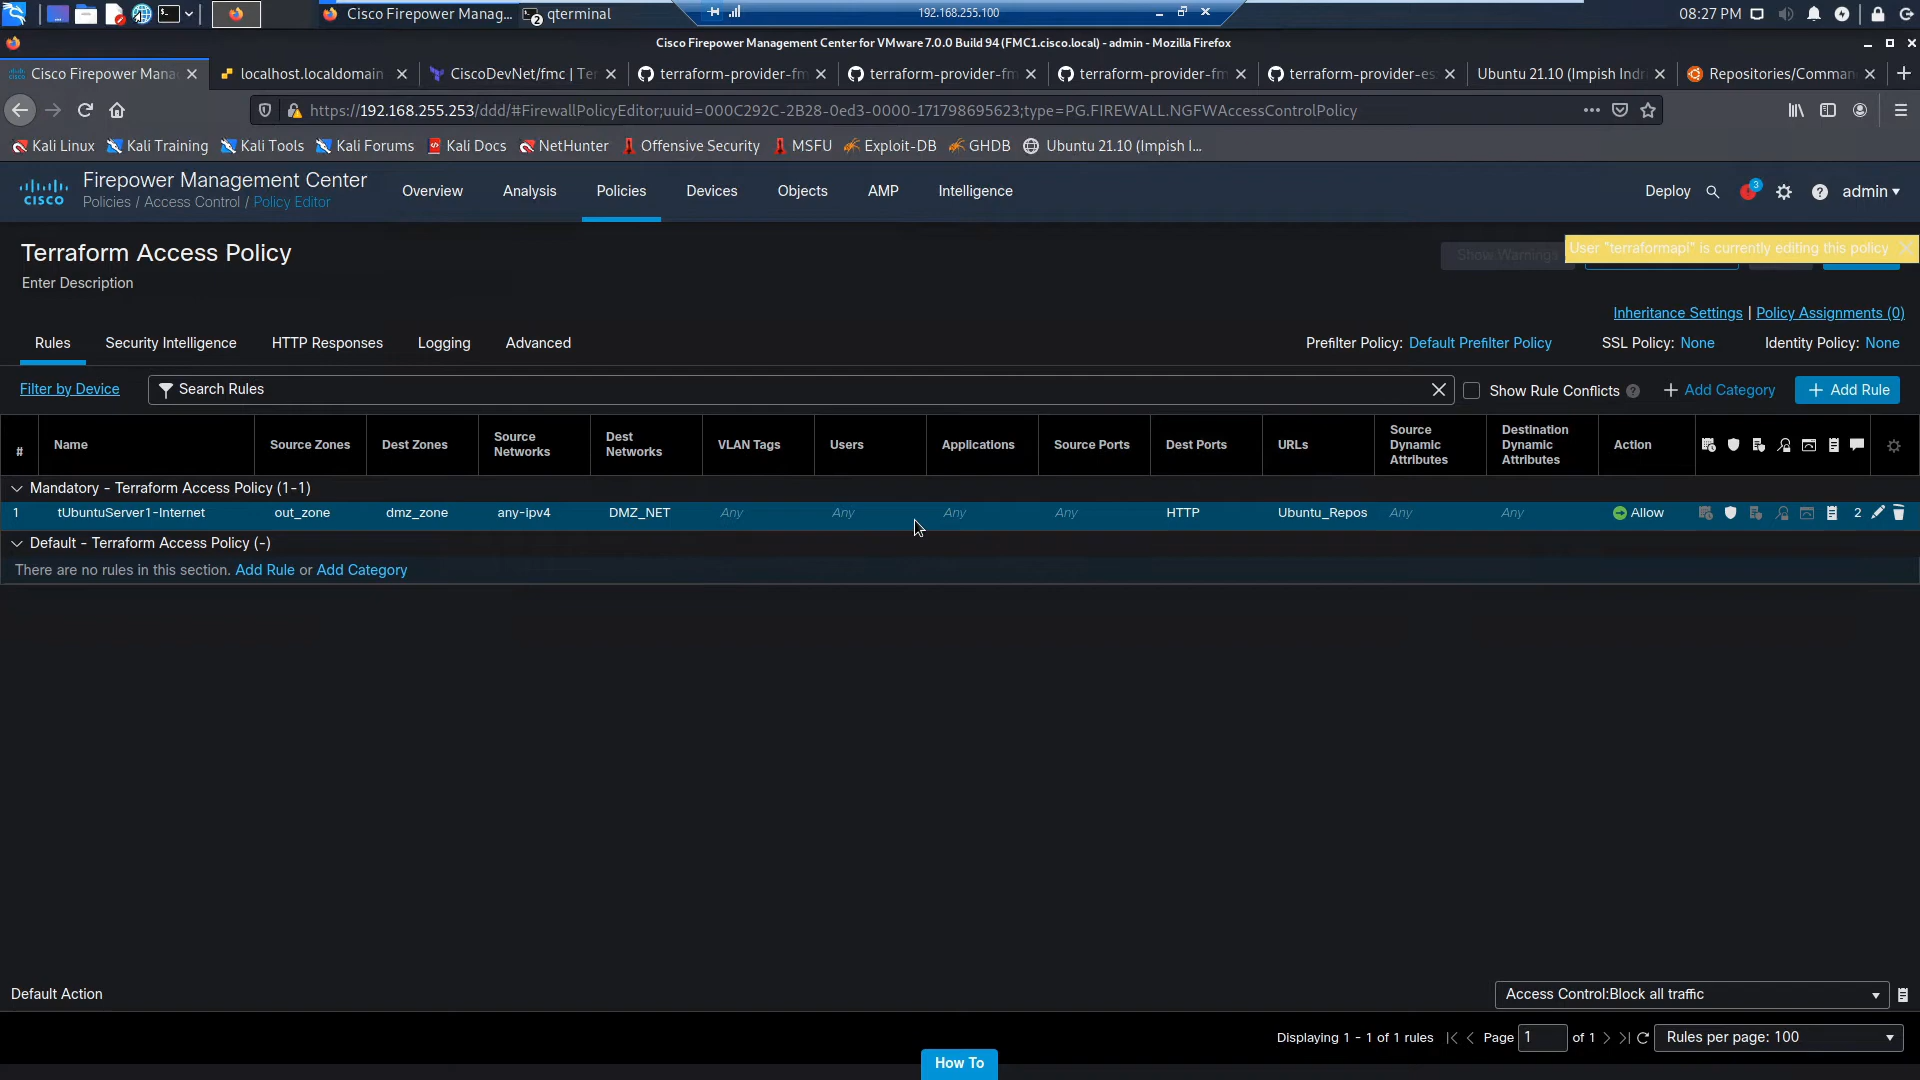 Cisco Firepower Manag...
2
qterminal
192.168.255.100
08:27 PM
Cisco Firepower Management Center for VMware 7.0.0 Build 94 (FMC1.cisco.local) - admin - Mozilla Firefox
Cisco Firepower Mana
localhost.localdomain
CiscoDevNet/fmc | Te
terraform-provider-fm
terraform-provider-fm
terraform-provider-fm
terraform-provider-es
Ubuntu 21.10 (Impish Indri
Repositories/Comman
https://192.168.255.253/ddd/#FirewallPolicyEditor;uuid=000C292C-2B28-0ed3-0000-171798695623;type=PG.FIREWALL.NGFWAccessControlPolicy
Kali Linux
Kali Training
Kali Tools
Kali Forums
Kali Docs
NetHunter
Offensive Security
MSFU
Exploit-DB
GHDB
Ubuntu 21.10 (Impish I...
cisco
Firepower Management Center
Policies / Access Control / Policy Editor
Overview
Analysis
Policies
Devices
Objects
AMP
Intelligence
Deploy
3
admin
Terraform Access Policy
Enter Description
Show Warnings
User "terraformapi" is currently editing this policy
Inheritance Settings | Policy Assignments (0)
Rules
Security Intelligence
HTTP Responses
Logging
Advanced
Prefilter Policy: Default Prefilter Policy
SSL Policy: None
Identity Policy: None
Filter by Device
Search Rules
Show Rule Conflicts
+ Add Category
+ Add Rule
#
Name
Source Zones
Dest Zones
Source
Networks
Dest
Networks
VLAN Tags
Users
Applications
Source Ports
Dest Ports
URLs
Source
Dynamic
Attributes
Destination
Dynamic
Attributes
Action
Mandatory - Terraform Access Policy (1-1)
1 tUbuntuServer1-Internet out_zone dmz_zone any-ipv4 DMZ_NET Any Any Any Any HTTP Ubuntu_Repos Any Any Allow 2
Default - Terraform Access Policy (-)
There are no rules in this section. Add Rule or Add Category
Default Action
Access Control:Block all traffic
Displaying 1 - 1 of 1 rules
Page 1 of 1
Rules per page: 100
How To